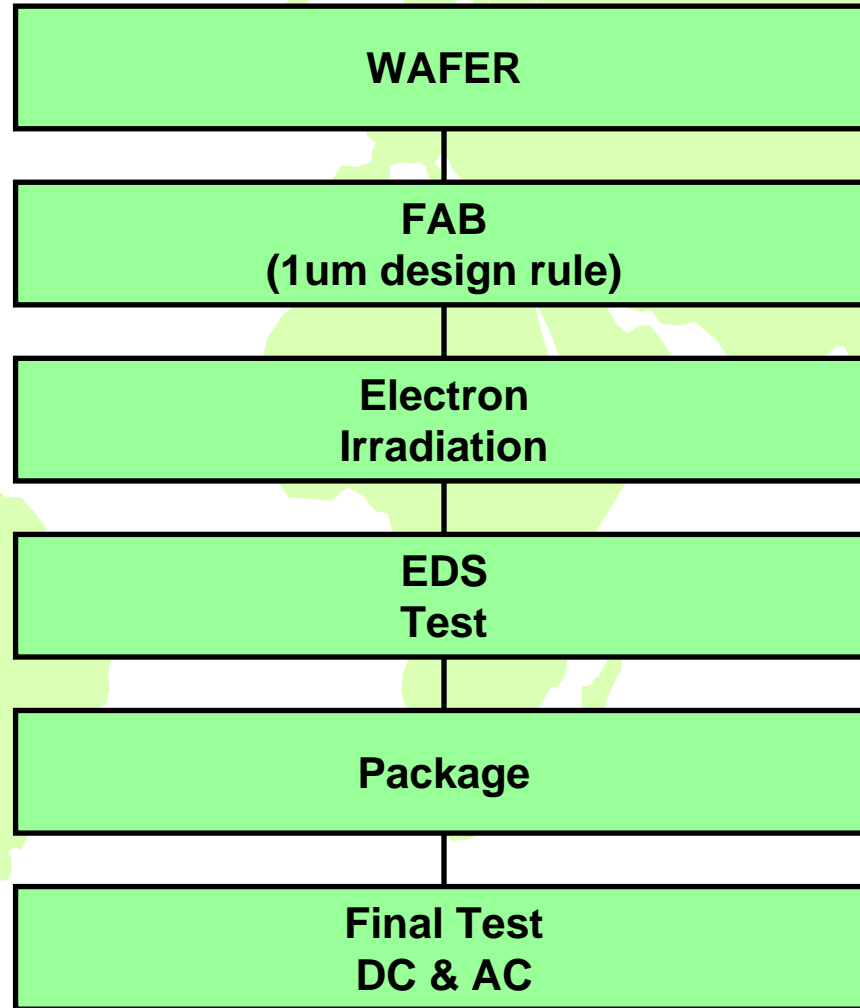 WAFER
FAB
(1um design rule)
Electron
Irradiation
EDS
Test
Package
Final Test
DC & AC